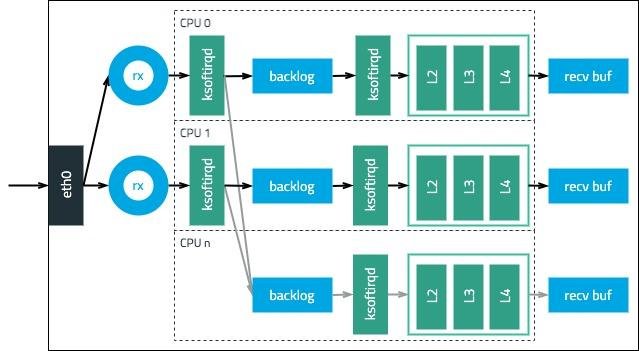 CPU 0
rx
ksoftirqd
backlog
ksoftirqd
L2
L3
L4
recv buf
eth0
CPU 1
rx
ksoftirqd
backlog
ksoftirqd
L2
L3
L4
recv buf
CPU n
backlog
ksoftirqd
L2
L3
L4
recv buf